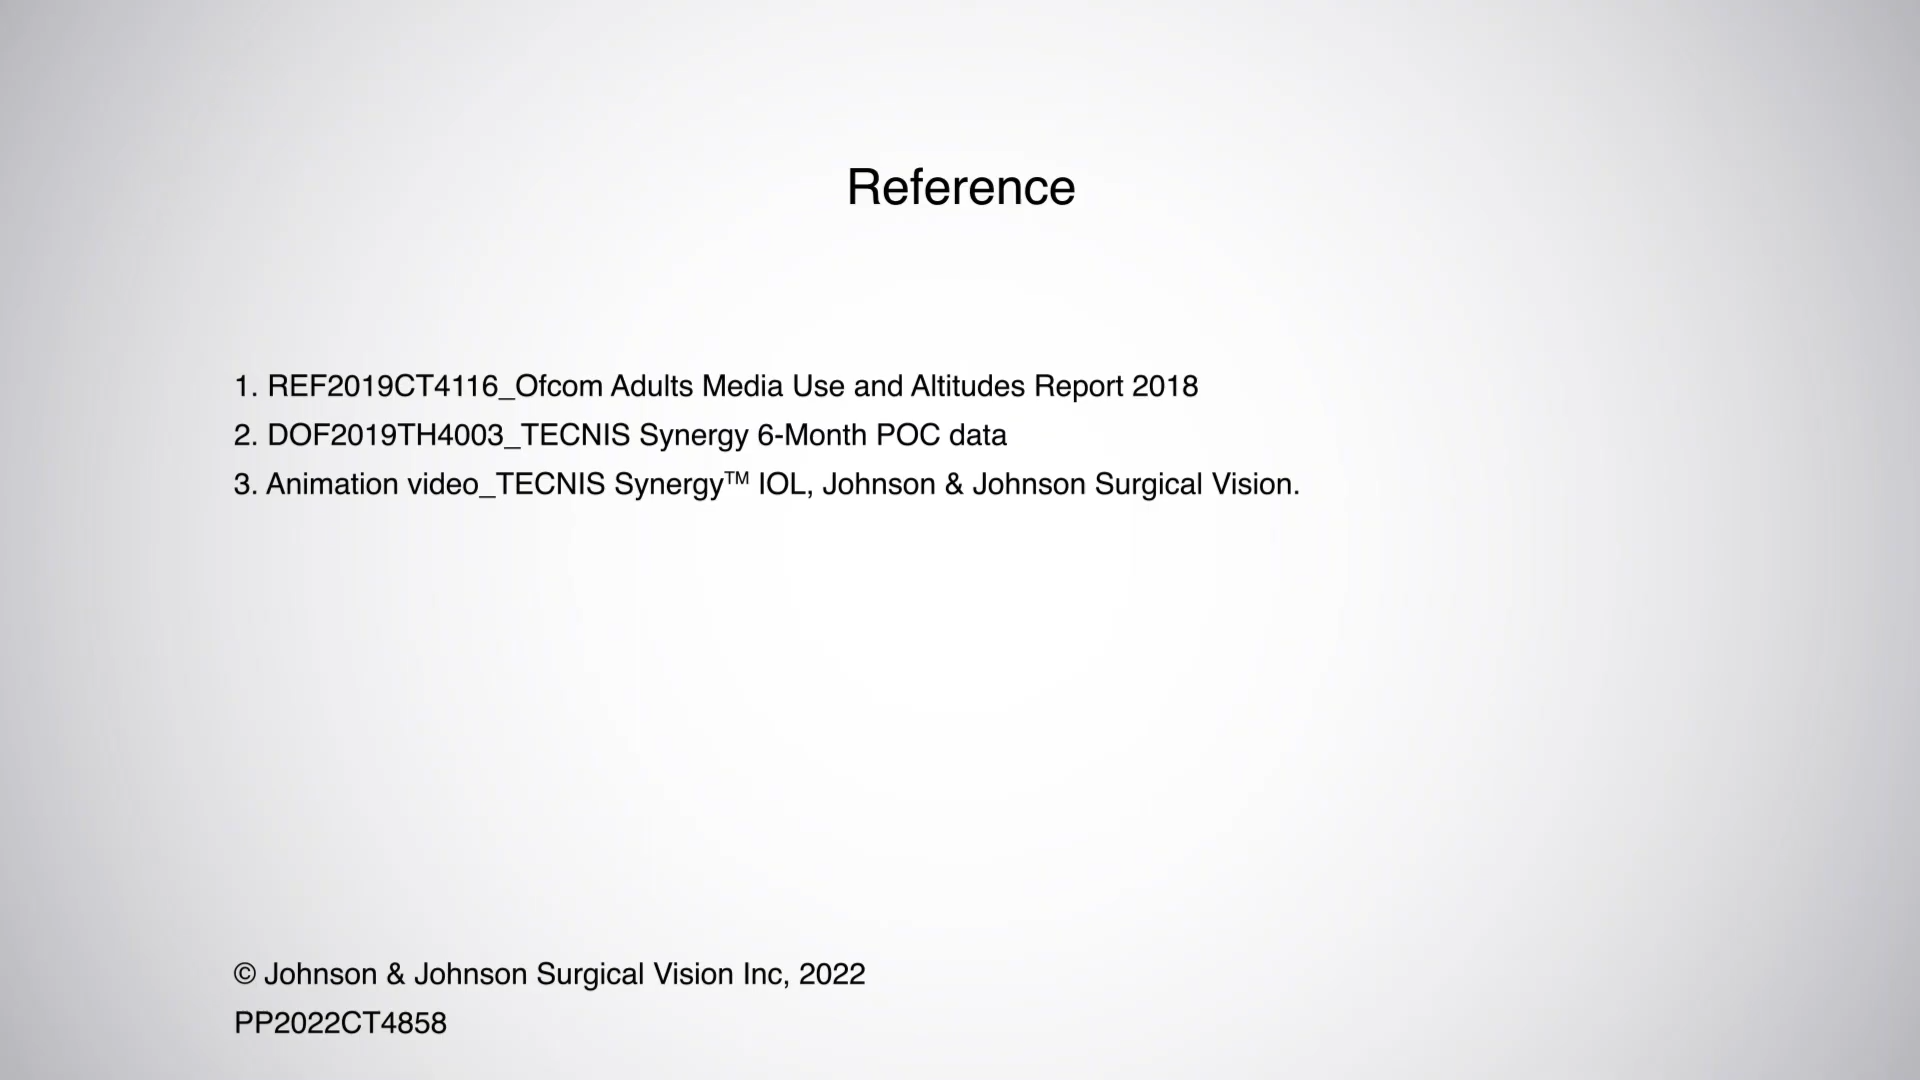 Reference
1. REF2019CT4116_Ofcom Adults Media Use and Altitudes Report 2018
2. DOF2019TH4003_TECNIS Synergy 6-Month POC data
3. Animation video_TECNIS Synergy™ IOL, Johnson & Johnson Surgical Vision.
© Johnson & Johnson Surgical Vision Inc, 2022
PP2022CT4858